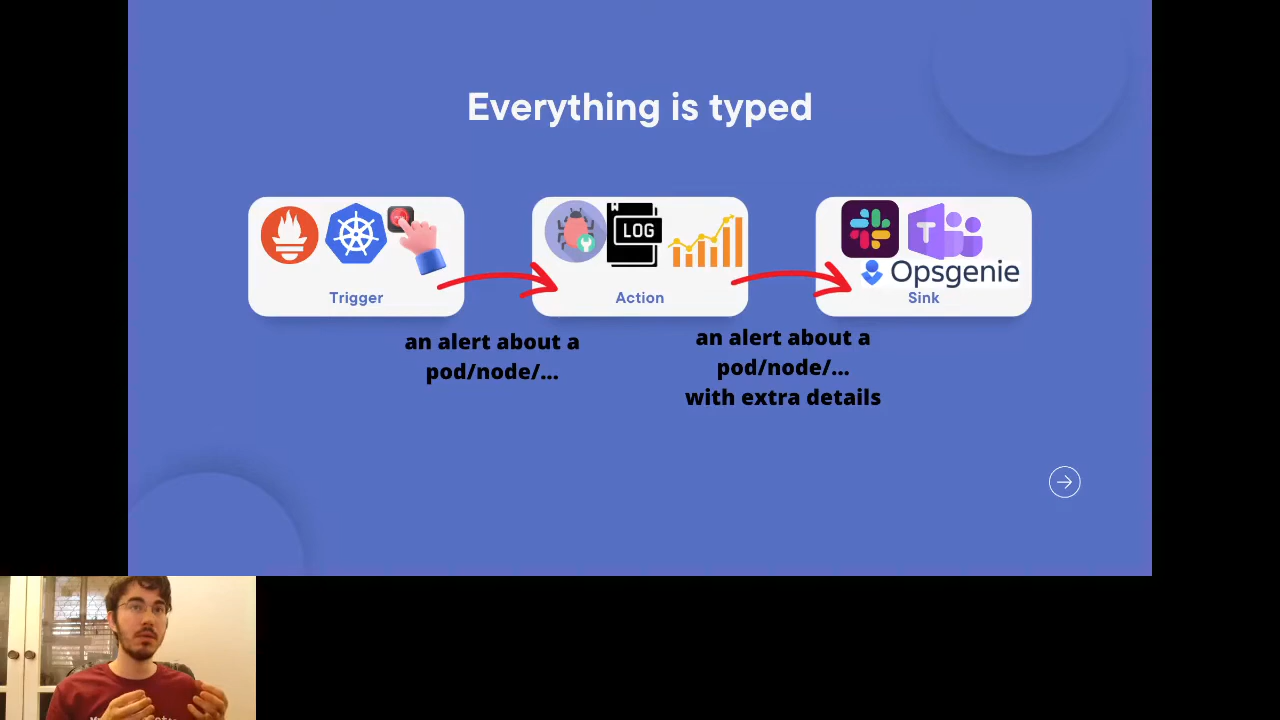 Everything is typed
LOG
T
Opsgenie
Trigger
Action
Sink
an alert about a
pod/node/...
an alert about a
pod/node/...
with extra details